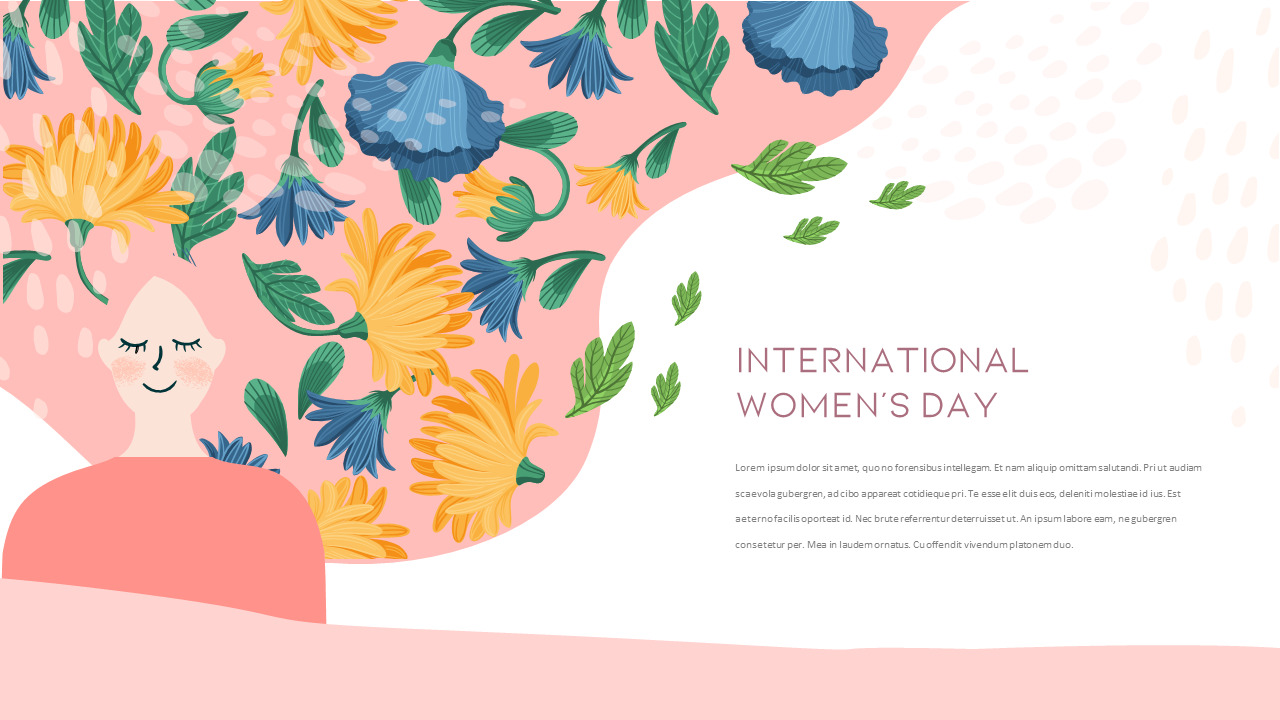 INTERNATIONAL
WOMEN'S DAY
Lorem ipsum dolor sit amet, quo no forensibus intellegam. Et nam aliquip omittam salutandi. Pri ut audiam
scaevola gubergren, ad cibo appareat cotidieque pri. Te esse elit duis eos, deleniti molestiae id ius. Est
aeterno facilis oporteat id. Nec brute referrentur deterruisset ut. An ipsum labore eam, ne gubergren
consetetur per. Mea in laudem ornatus. Cu offendit vivendum platonem duo.